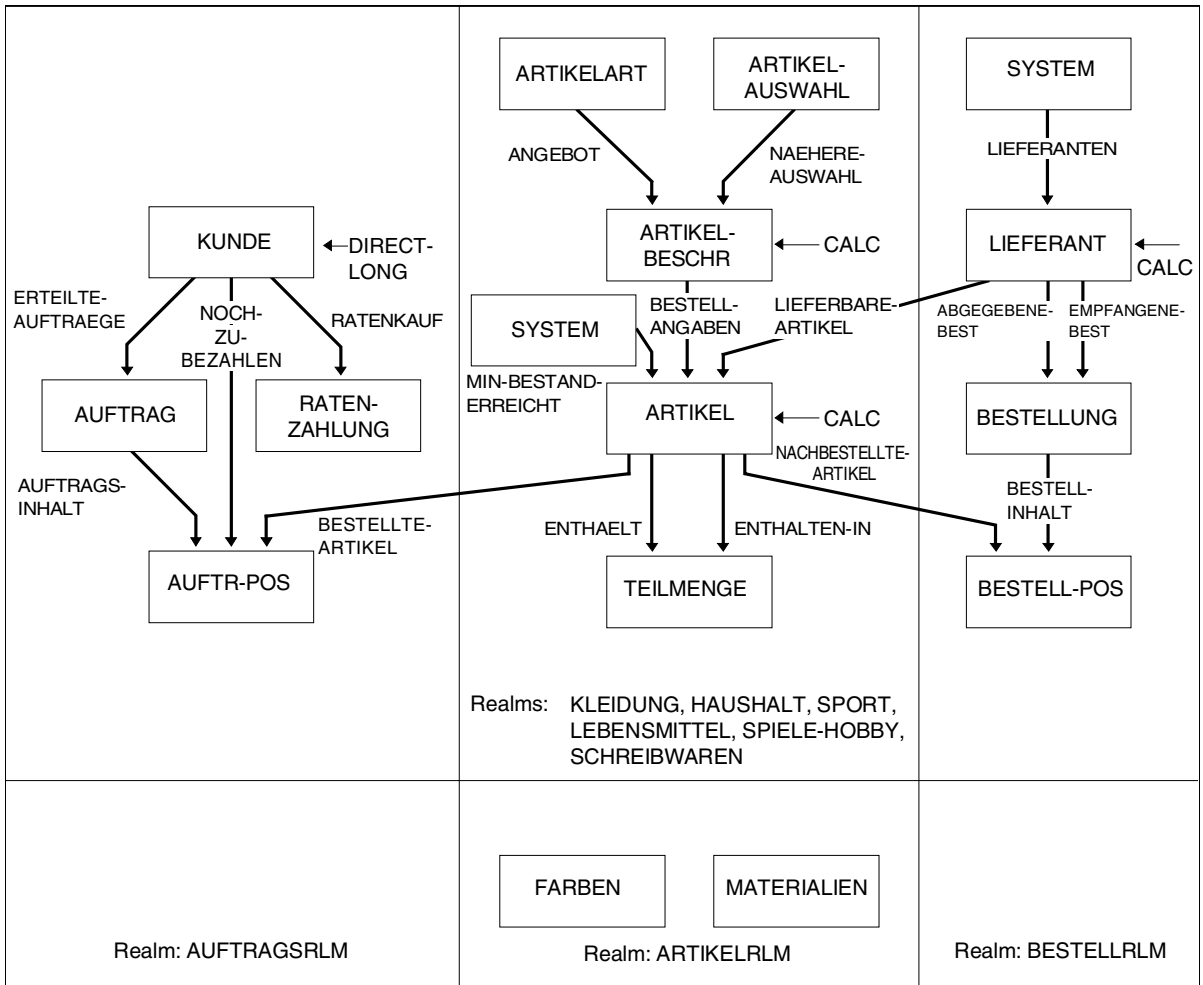 ARTIKELART
ARTIKEL-
AUSWAHL
SYSTEM
ANGEBOT
NAEHERE-
AUSWAHL
LIEFERANTEN
KUNDE
DIRECT-
LONG
ARTIKEL-
BESCHR
CALC
LIEFERANT
CALC
ERTEILTE-
AUFTRAEGE
NOCH-
ZU-
BEZAHLEN
RATENKAUF
SYSTEM
BESTELL-
ANGABEN
LIEFERBARE-
ARTIKEL
ABGEGEBENE-
BEST
EMPFANGENE-
BEST
MIN-BESTAND-
ERREICHT
AUFTRAG
RATEN-
ZAHLUNG
ARTIKEL
CALC
BESTELLUNG
NACHBESTELLTE-
ARTIKEL
AUFTRAGS-
INHALT
BESTELLTE-
ARTIKEL
ENTHAELT
ENTHALTEN-IN
BESTELL-
INHALT
AUFTR-POS
TEILMENGE
BESTELL-POS
Realms: KLEIDUNG, HAUSHALT, SPORT,
LEBENSMITTEL, SPIELE-HOBBY,
SCHREIBWAREN
FARBEN
MATERIALIEN
Realm: AUFTRAGSRLM
Realm: ARTIKELRLM
Realm: BESTELLRLM